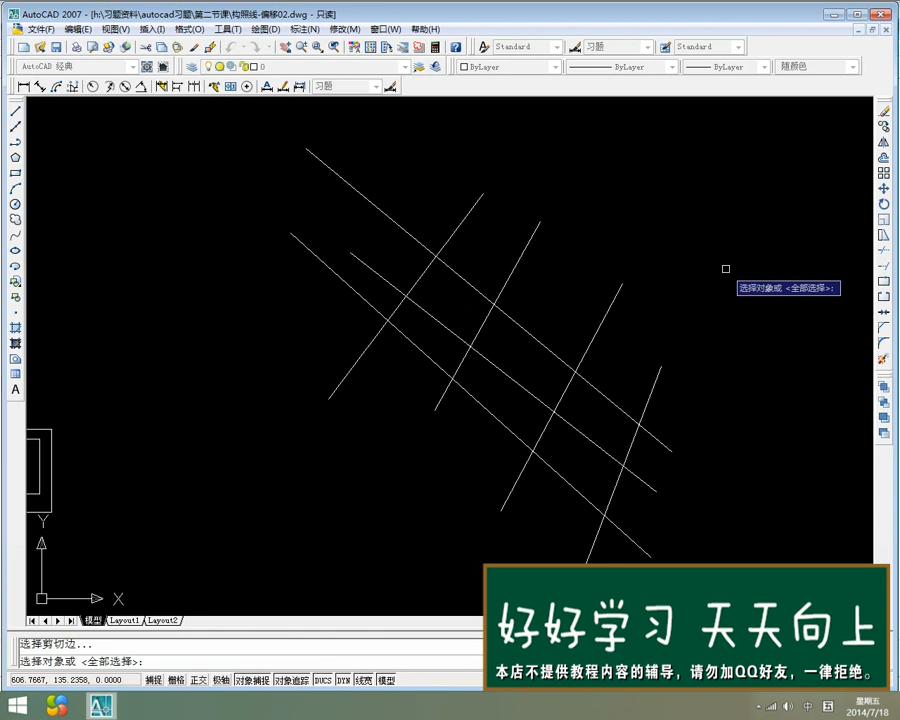 AutoCAD 2007 - [h:\习题资料\autocad习题\第二节课\构照线-偏移02.dwg - 只读]
文件(F) 编辑(E) 视图(V) 插入(I) 格式(O) 工具(T) 绘图(D) 标注(N) 修改(M) 窗口(W) 帮助(H)
Standard 习题 Standard
AutoCAD 经典 0 ByLayer ByLayer ByLayer 随颜色
习题
A
选择对象或 <全部选择>:
Y
X
模型 Layout1 Layout2
选择剪切边...
选择对象或 <全部选择>:
606.7667, 135.2358, 0.0000 捕捉 栅格 正交 极轴 对象捕捉 对象追踪 DUCS DYN 线宽 模型
好好学习 天天向上
本店不提供教程内容的辅导，请勿加QQ好友，一律拒绝。
中 五
星期五
2014/7/18